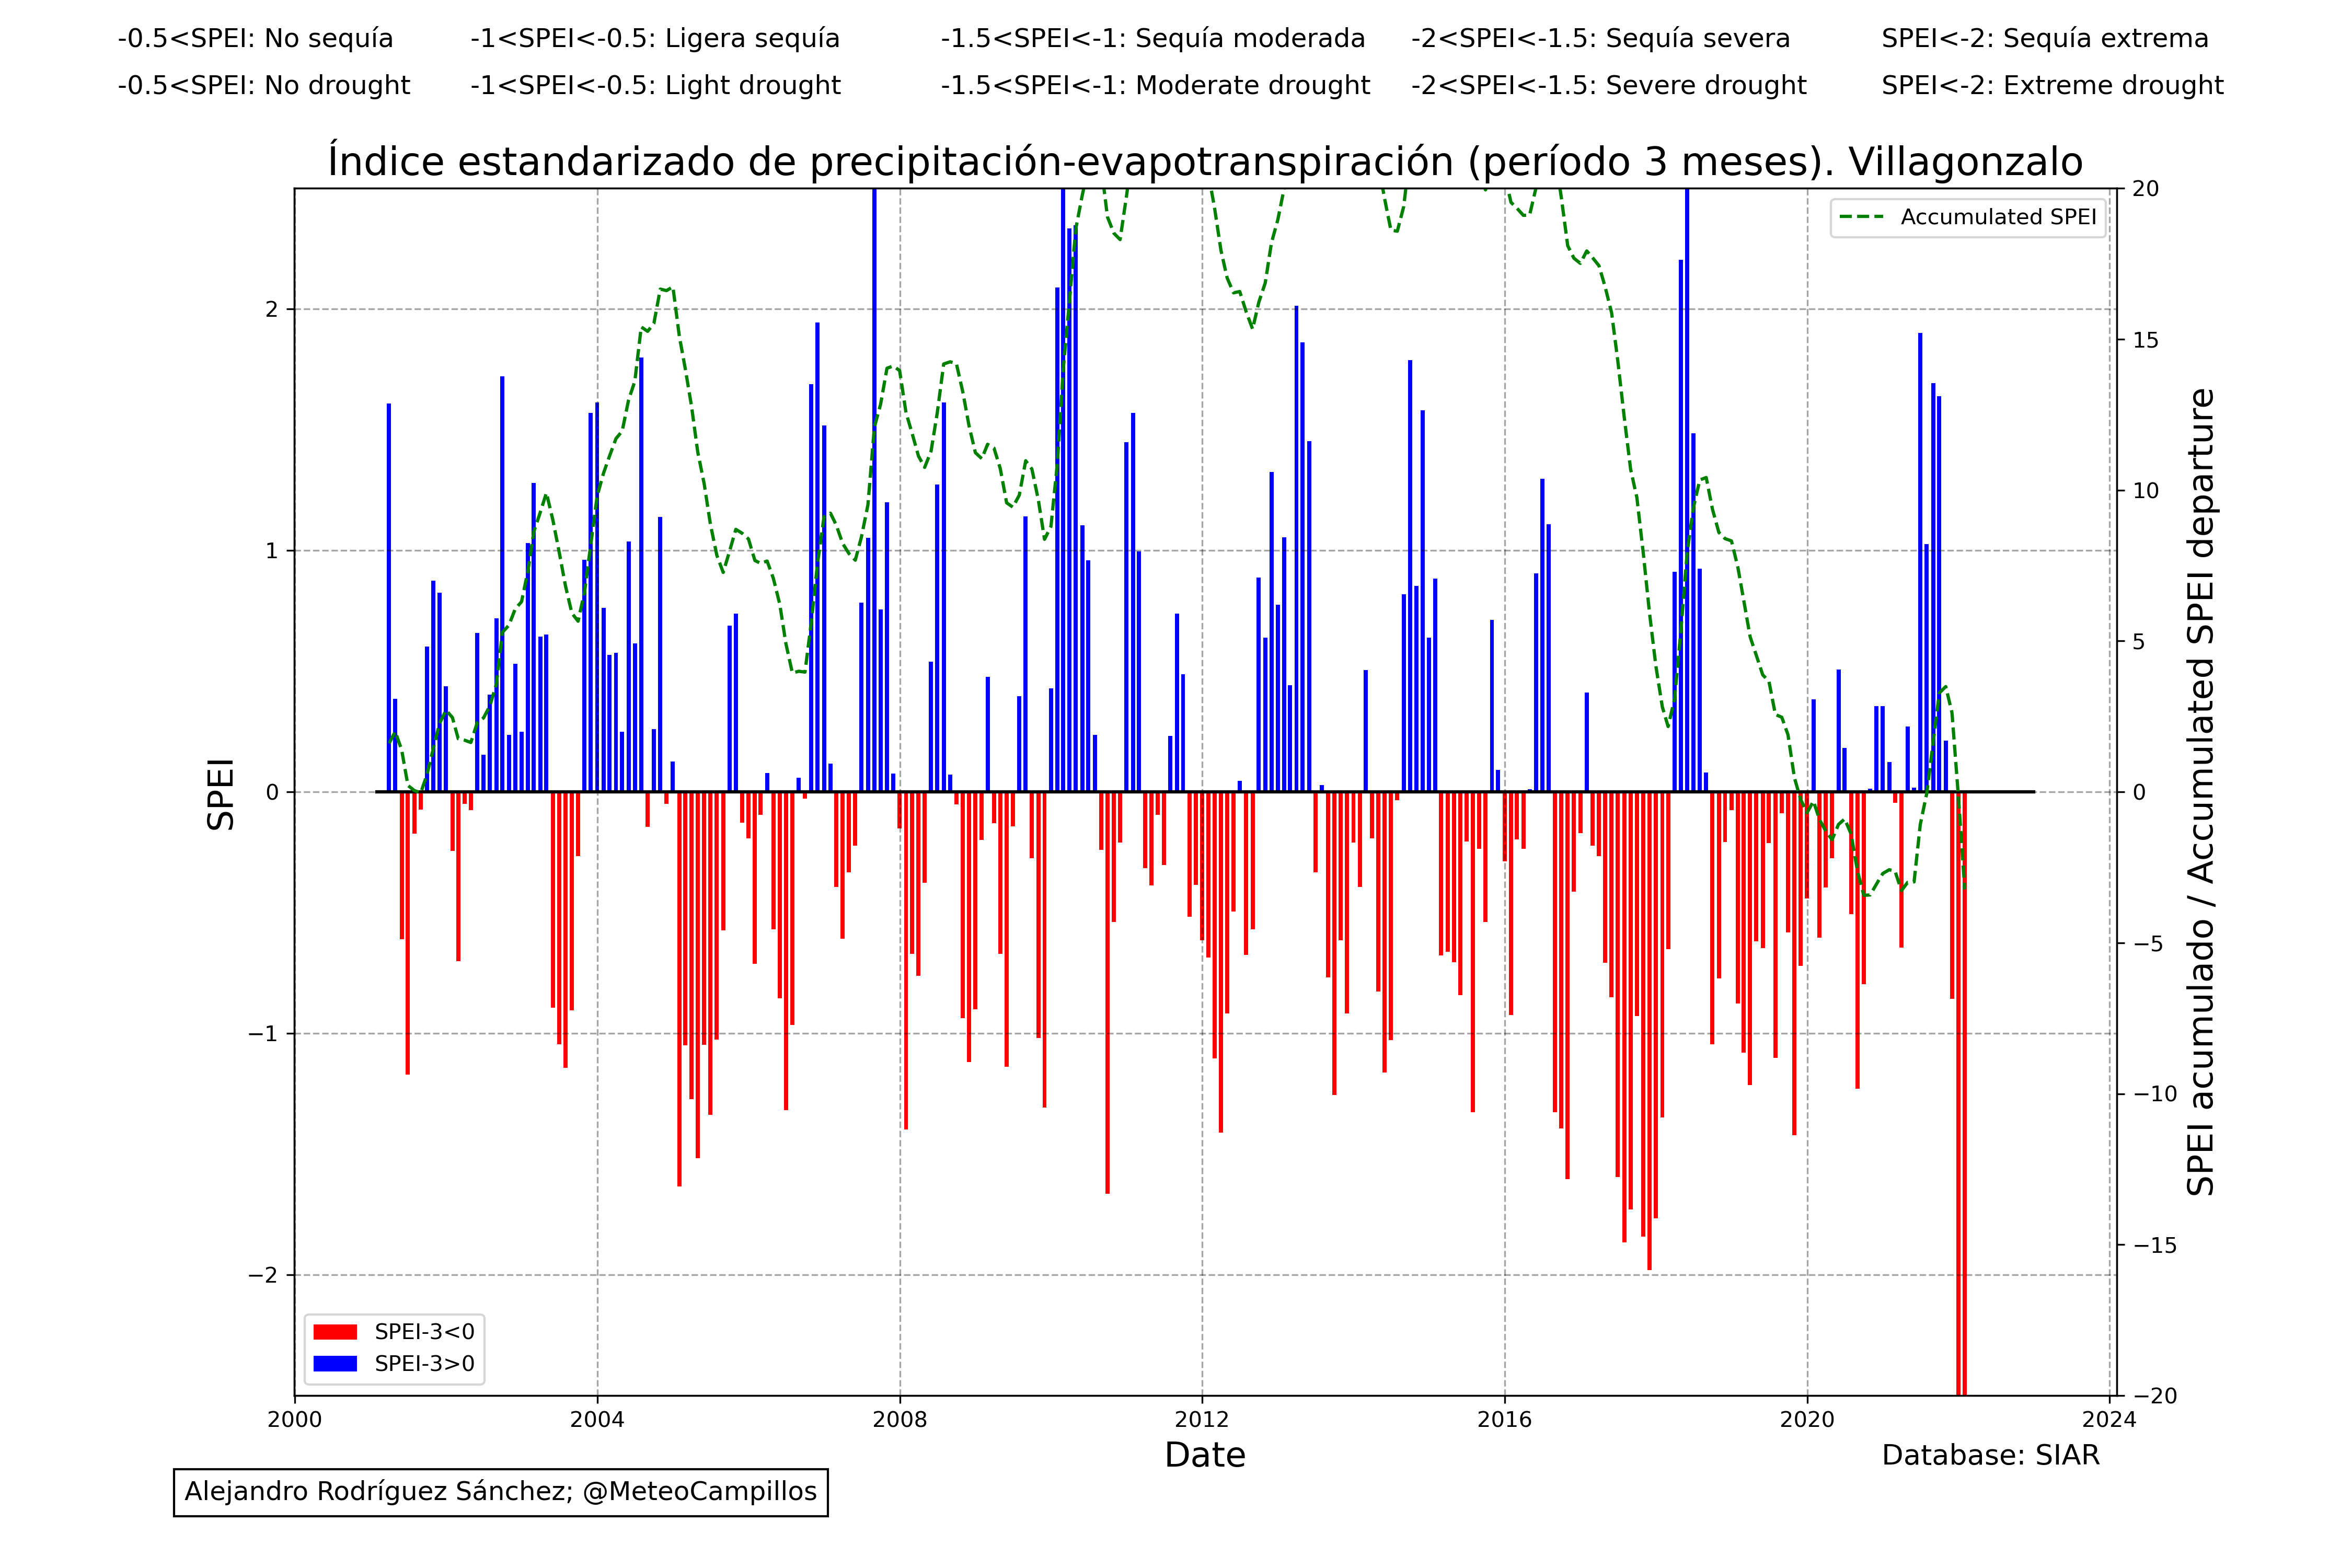 -0.5<SPEI: No sequía -1<SPEI<-0.5: Ligera sequía -1.5<SPEI<-1: Sequía moderada -2<SPEI<-1.5: Sequía severa SPEI<-2: Sequía extrema
-0.5<SPEI: No drought -1<SPEI<-0.5: Light drought -1.5<SPEI<-1: Moderate drought -2<SPEI<-1.5: Severe drought SPEI<-2: Extreme drought
Índice estandarizado de precipitación-evapotranspiración (período 3 meses). Villagonzalo
Accumulated SPEI
2
1
0
−1
−2
SPEI
20
15
10
5
0
−5
−10
−15
−20
SPEI acumulado / Accumulated SPEI departure
SPEI-3<0
SPEI-3>0
2000 2004 2008 2012 2016 2020 2024
Date
Database: SIAR
Alejandro Rodríguez Sánchez; @MeteoCampillos